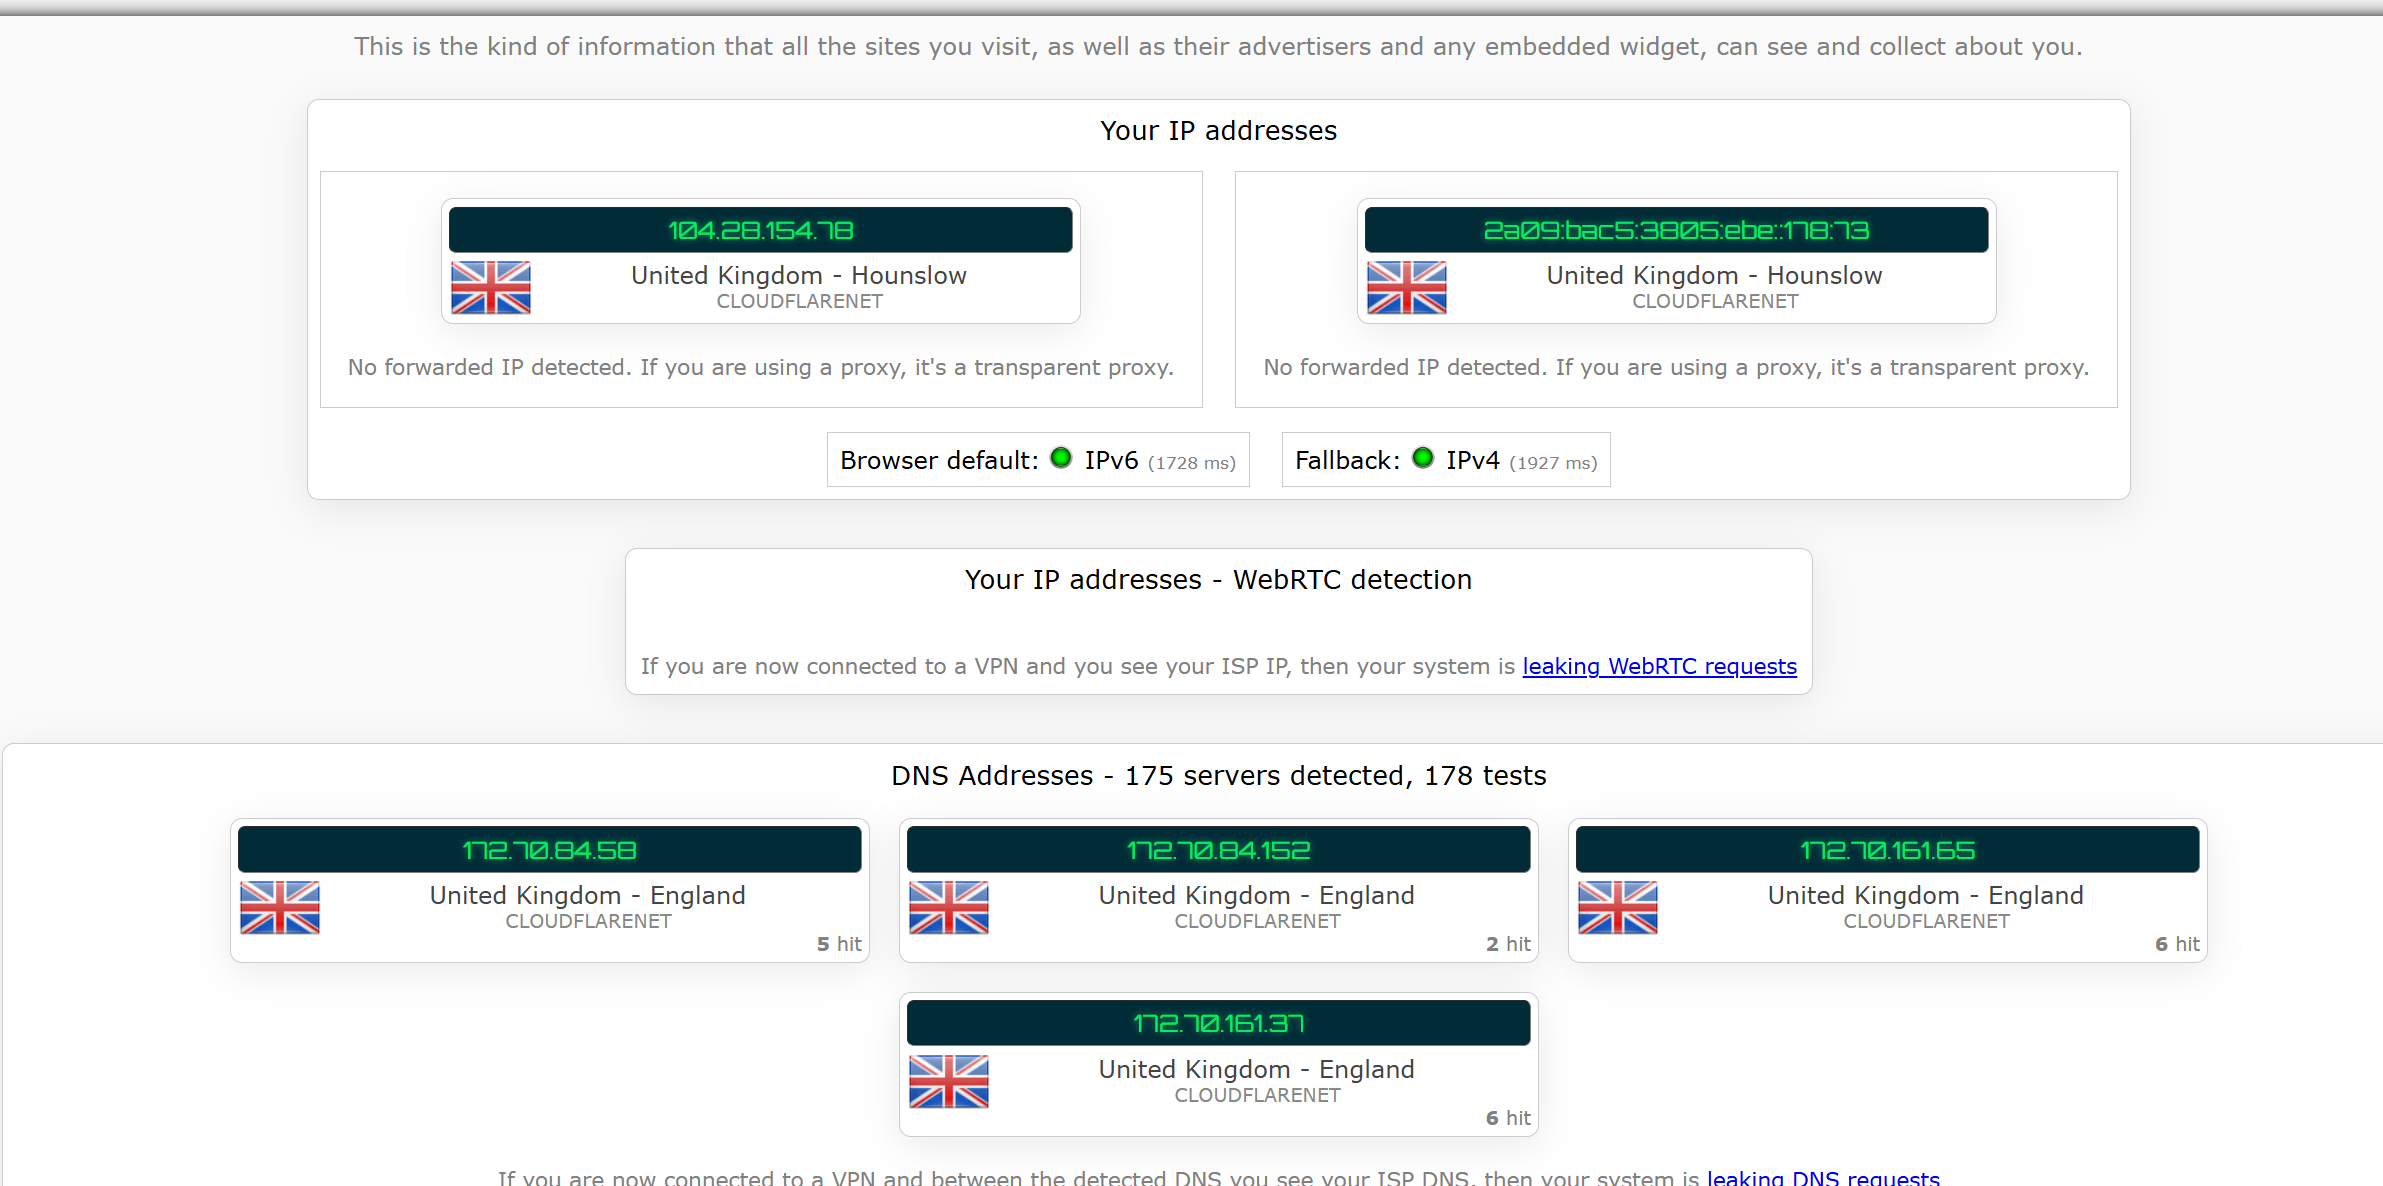 This is the kind of information that all the sites you visit, as well as their advertisers and any embedded widget, can see and collect about you.
Your IP addresses
104.28.154.78
United Kingdom - Hounslow
CLOUDFLARENET
No forwarded IP detected. If you are using a proxy, it's a transparent proxy.
2a09:bac5:3805:ebe::178:73
United Kingdom - Hounslow
CLOUDFLARENET
No forwarded IP detected. If you are using a proxy, it's a transparent proxy.
Browser default: IPv6 (1728 ms)
Fallback: IPv4 (1927 ms)
Your IP addresses - WebRTC detection
If you are now connected to a VPN and you see your ISP IP, then your system is leaking WebRTC requests
DNS Addresses - 175 servers detected, 178 tests
172.70.84.58
United Kingdom - England
CLOUDFLARENET
5 hit
172.70.84.152
United Kingdom - England
CLOUDFLARENET
2 hit
172.70.161.65
United Kingdom - England
CLOUDFLARENET
6 hit
172.70.161.37
United Kingdom - England
CLOUDFLARENET
6 hit
If you are now connected to a VPN and between the detected DNS you see your ISP DNS, then your system is leaking DNS requests